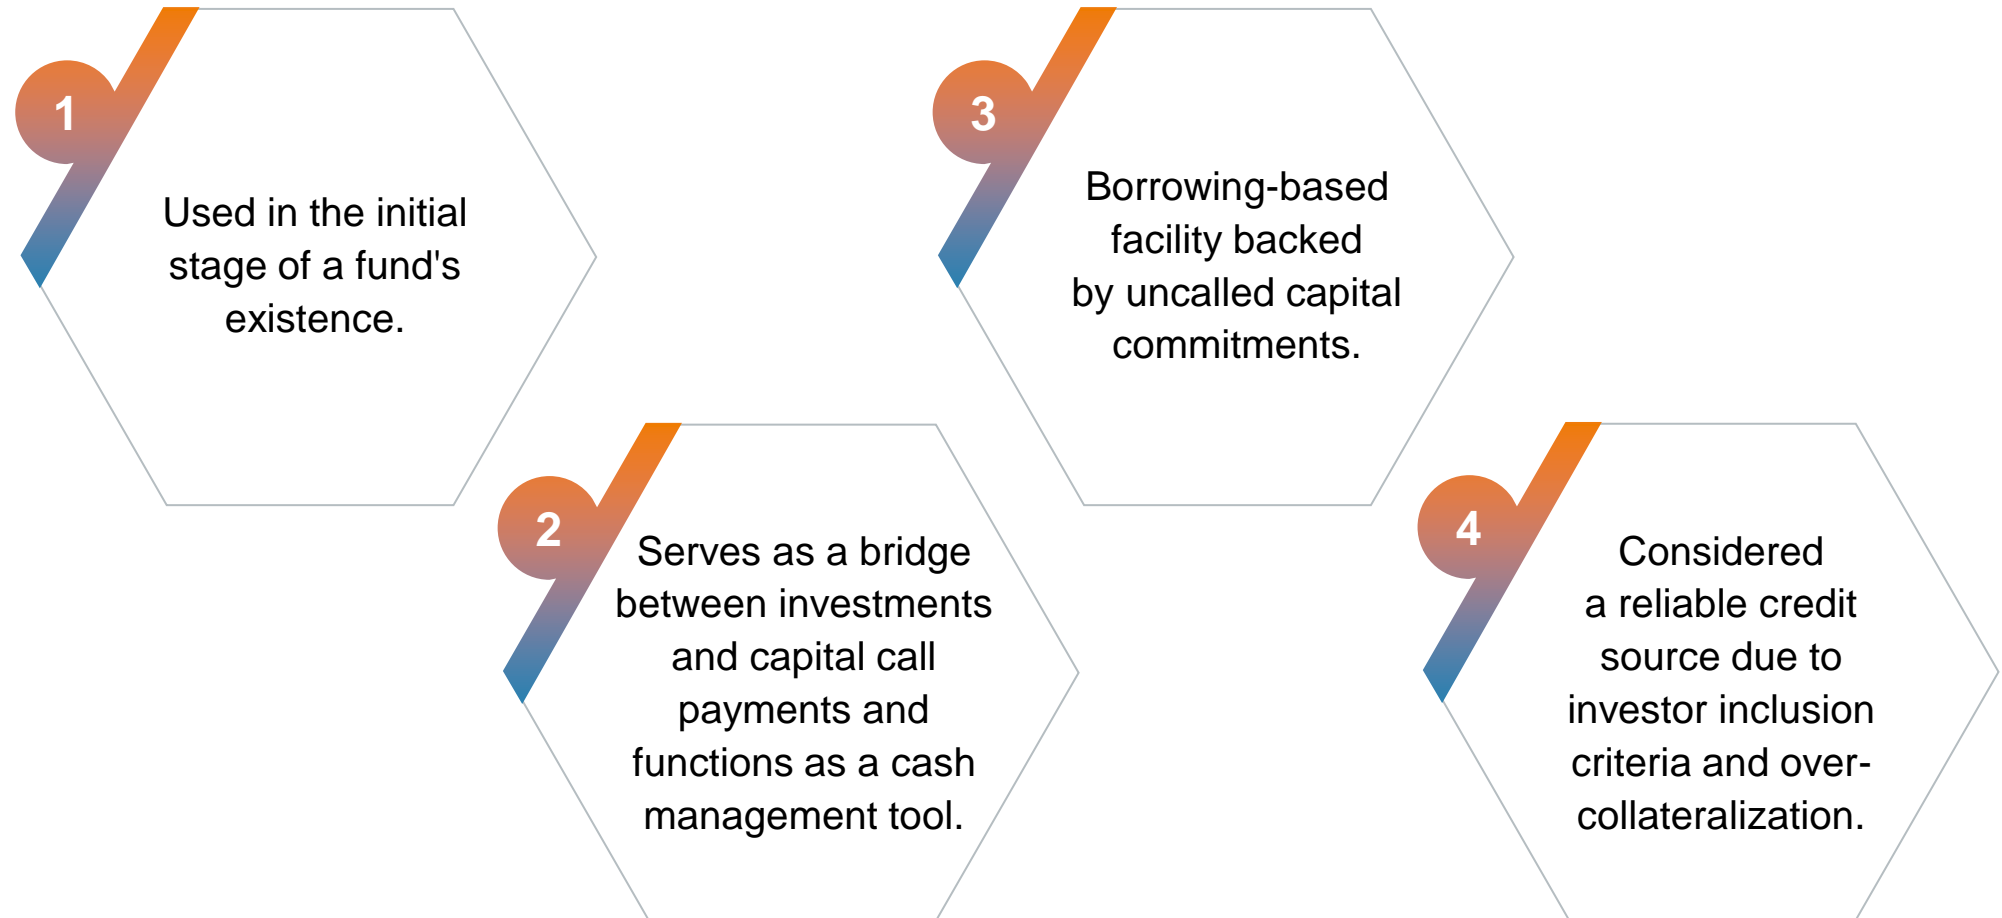 1
Used in the initial
stage of a fund's
existence.
2
Serves as a bridge
between investments
and capital call
payments and
functions as a cash
management tool.
3
Borrowing-based
facility backed
by uncalled capital
commitments.
4
Considered
a reliable credit
source due to
investor inclusion
criteria and over-
collateralization.